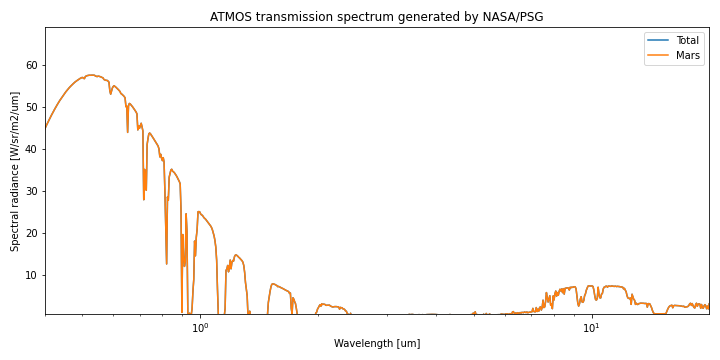 ATMOS transmission spectrum generated by NASA/PSG
Total
Mars
60
50
40
30
20
10
Spectral radiance [W/sr/m2/um]
10⁰
10¹
Wavelength [um]